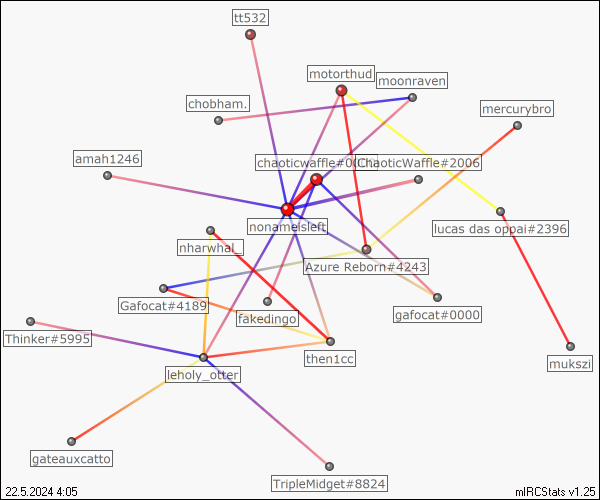 tt532
motorthud
moonraven
chobham.
mercurybro
amah1246
chaoticwaffle#0
ChaoticWaffle#2006
nonameisleft
lucas das oppai#2396
nharwhal_
Azure Reborn#4243
Gafocat#4189
fakedingo
gafocat#0000
Thinker#5995
then1cc
mukszi
leholy_otter
gateauxcatto
TripleMidget#8824
22.5.2024 4:05
mIRCStats v1.25